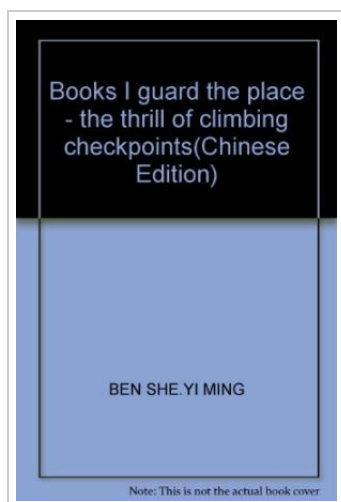 Books I guard the place
- the thrill of climbing
checkpoints(Chinese
Edition)
BEN SHE.YI MING
Note: This is not the actual book cover